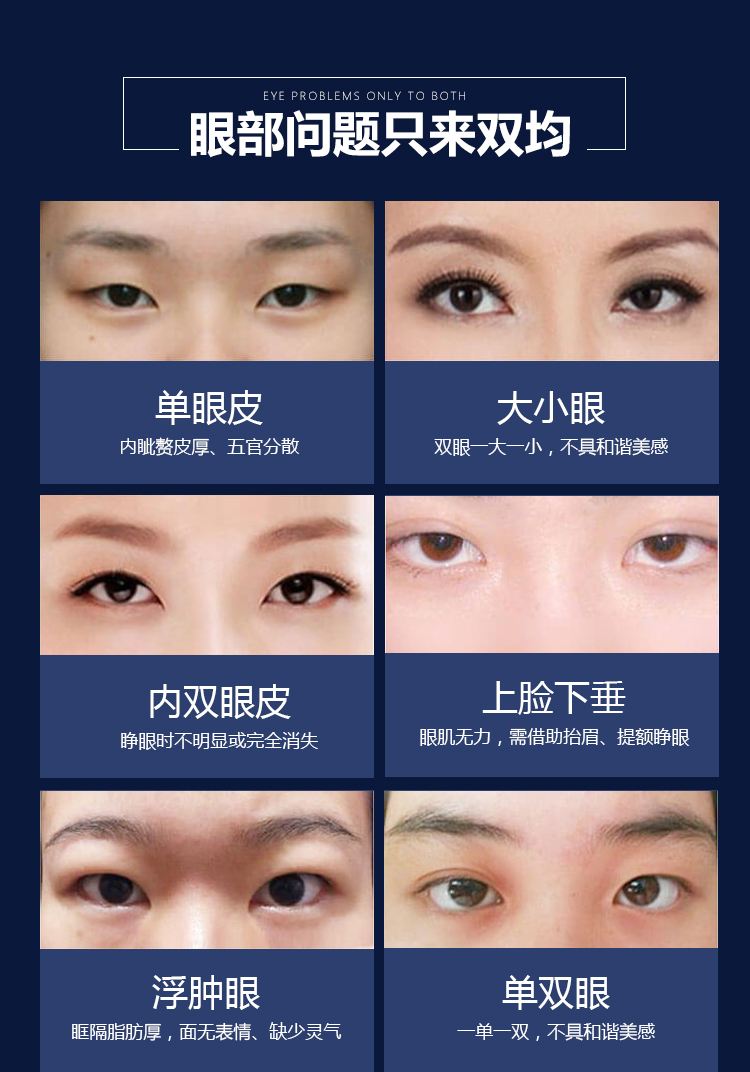 EYE PROBLEMS ONLY TO BOTH
眼部问题只来双均
单眼皮
内眦赘皮厚、五官分散
大小眼
双眼一大一小，不具和谐美感
内双眼皮
睁眼时不明显或完全消失
上脸下垂
眼肌无力，需借助抬眉、提额睁眼
浮肿眼
眶隔脂肪厚，面无表情、缺少灵气
单双眼
一单一双，不具和谐美感